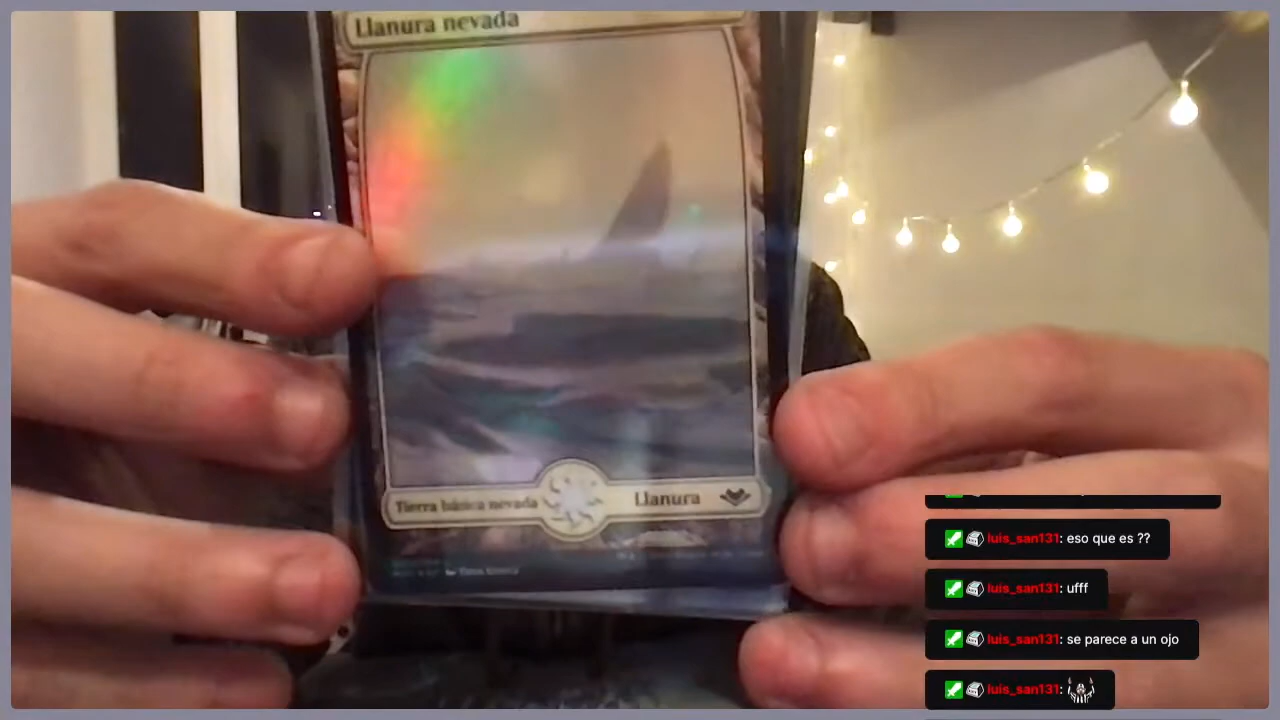 Llanura nevada
Tierra básica nevada
Llanura
luis_san131: eso que es ??
luis_san131: ufff
luis_san131: se parece a un ojo
luis_san131: